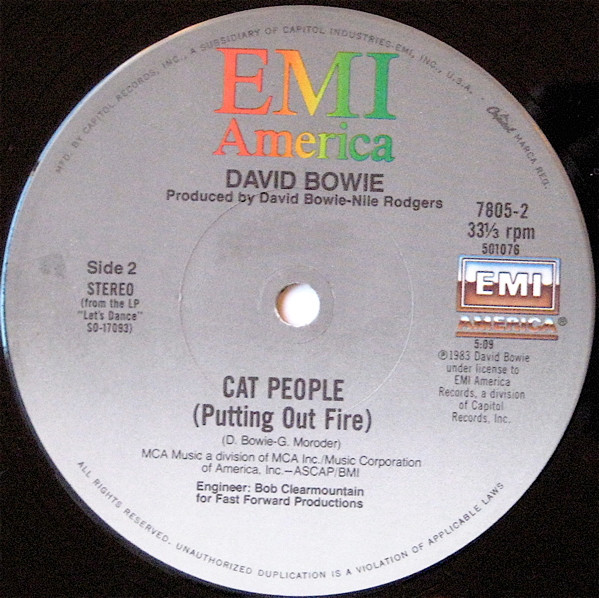 MFD. BY CAPITOL RECORDS, INC., A SUBSIDIARY OF CAPITOL INDUSTRIES-EMI, INC., U.S.A.
Capitol MARCA REG.
EMI
America
DAVID BOWIE
Produced by David Bowie-Nile Rodgers
7805-2
33⅓ rpm
501076
EMI
AMERICA®
5:09
℗1983 David Bowie
under license to
EMI America
Records, a division
of Capitol
Records, Inc.
Side 2
STEREO
(from the LP
"Let's Dance"
SO-17093)
CAT PEOPLE
(Putting Out Fire)
(D. Bowie-G. Moroder)
MCA Music a division of MCA Inc./Music Corporation
of America, Inc.—ASCAP/BMI
Engineer: Bob Clearmountain
for Fast Forward Productions
ALL RIGHTS RESERVED. UNAUTHORIZED DUPLICATION IS A VIOLATION OF APPLICABLE LAWS